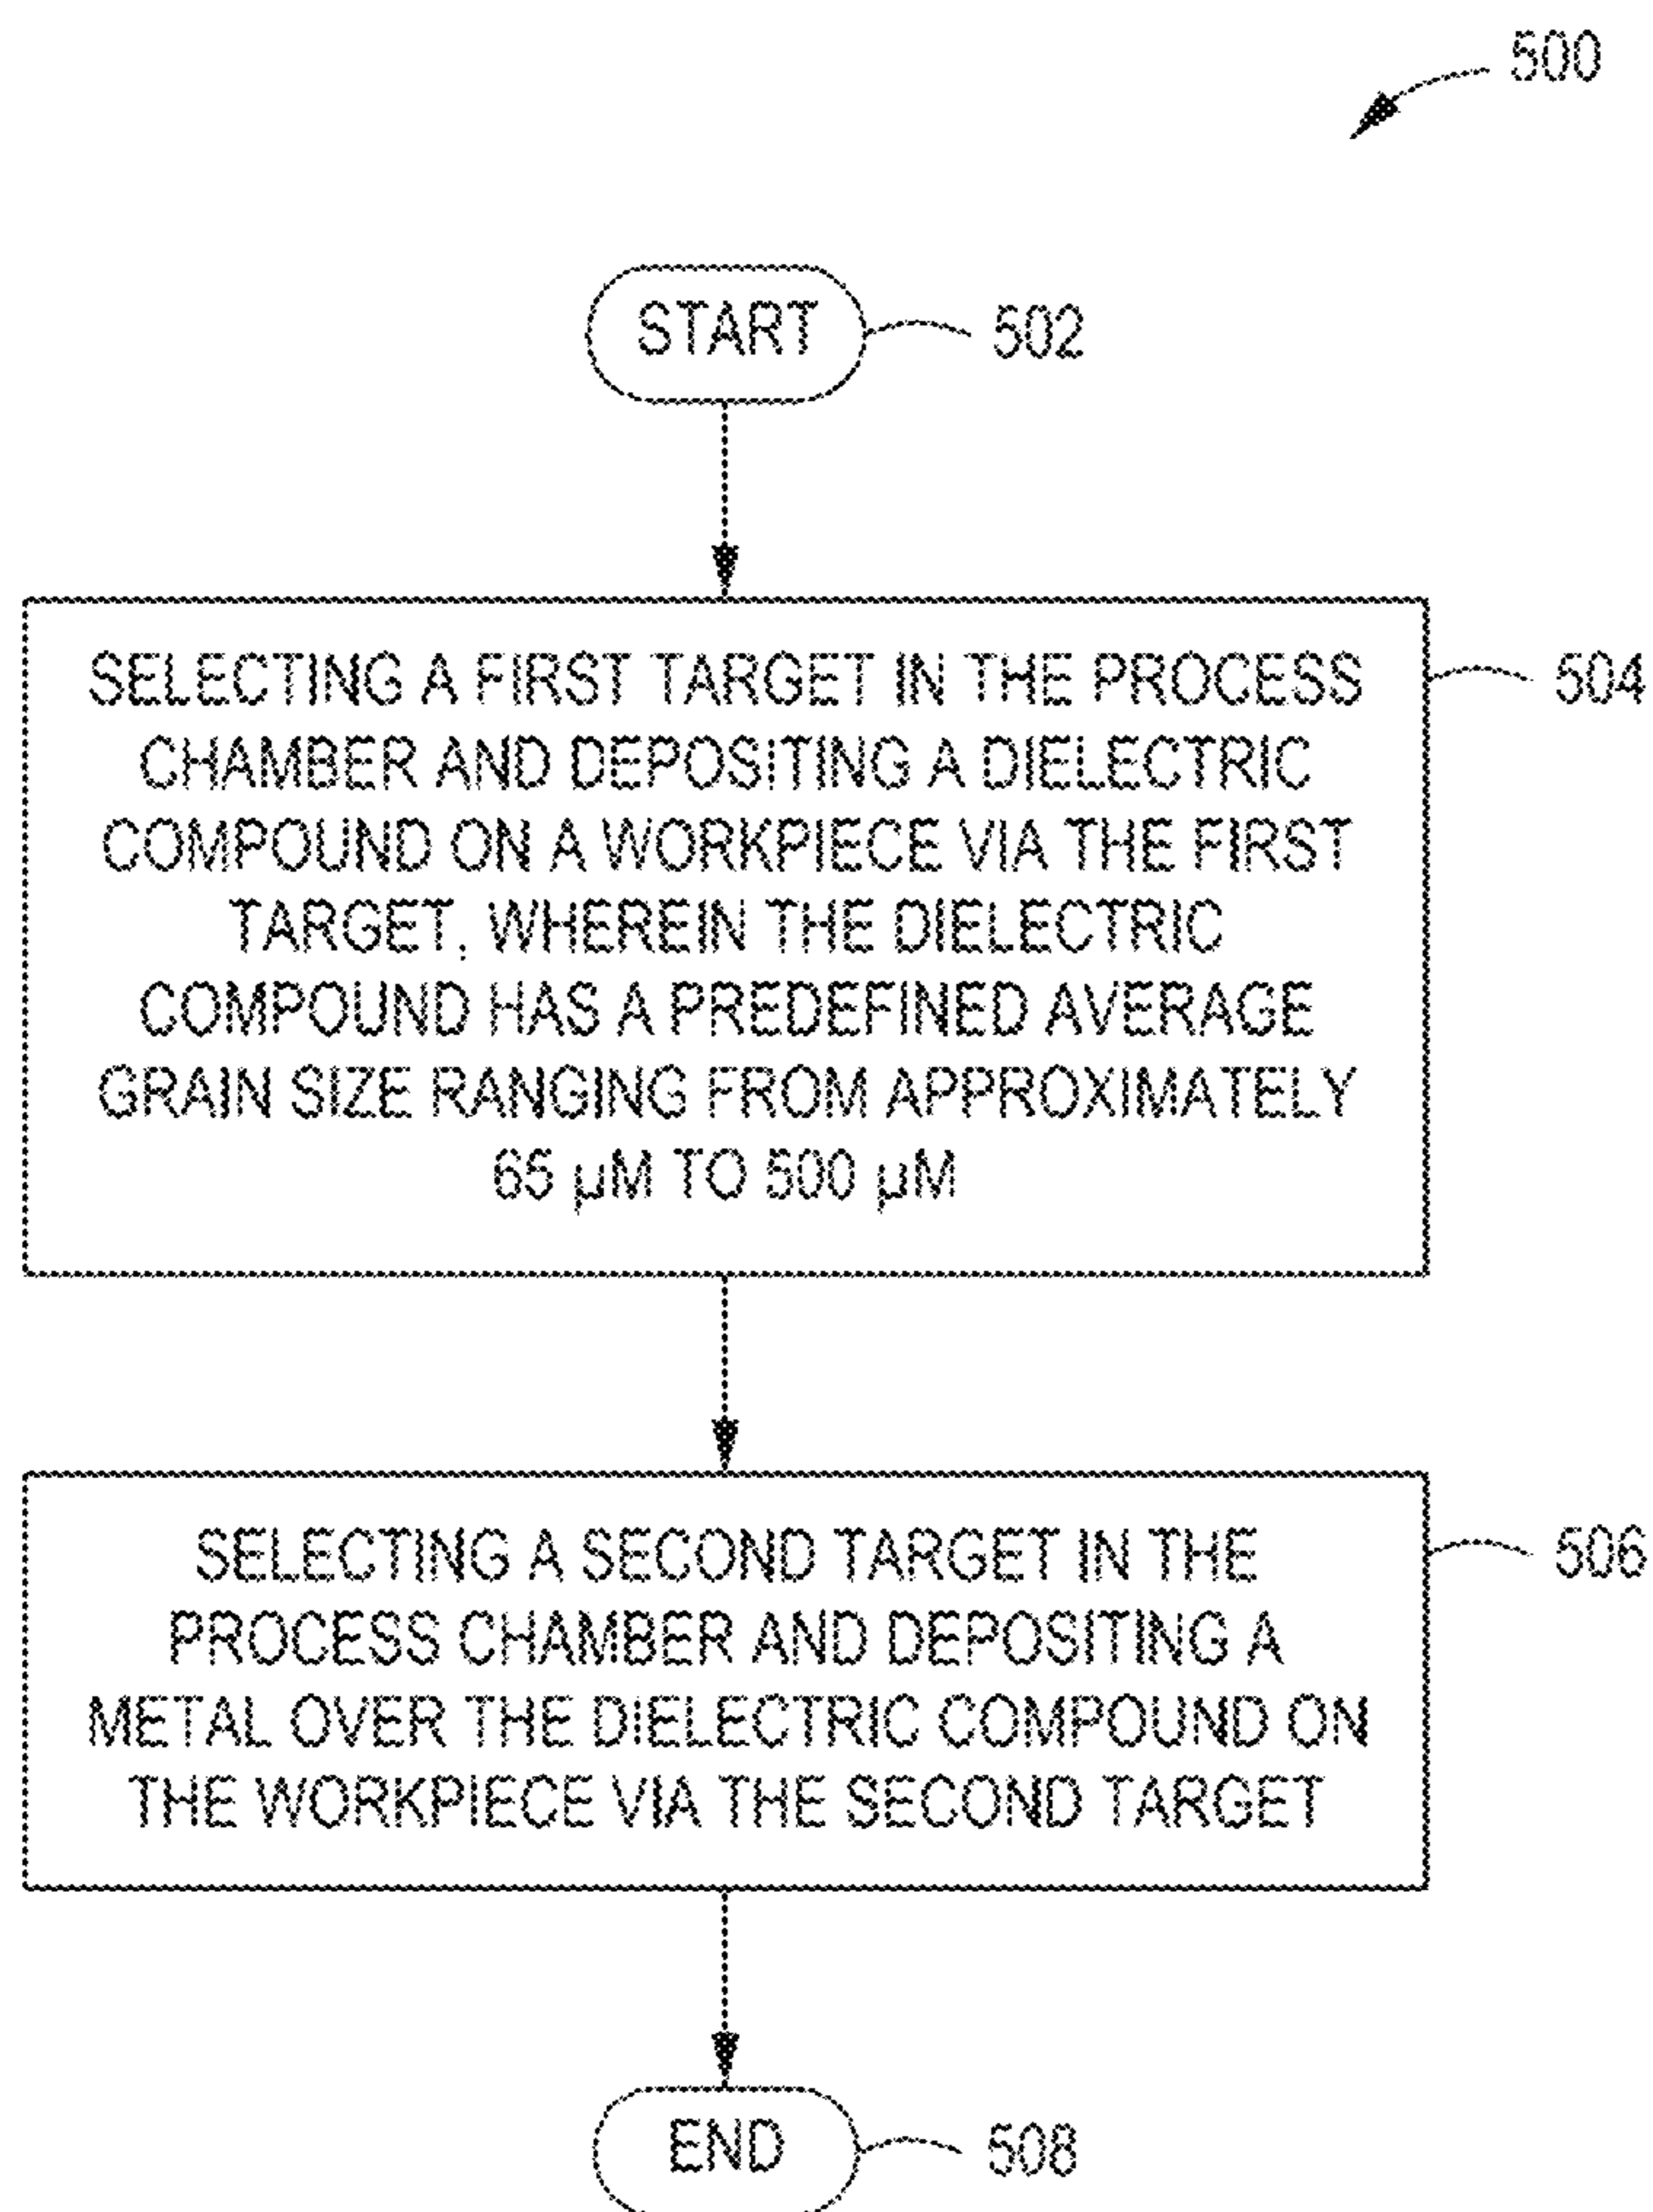 500
START
502
SELECTING A FIRST TARGET IN THE PROCESS
504
CHAMBER AND DEPOSITING A DIELECTRIC
COMPOUND ON A WORKPIECE VIA THE FIRST
TARGET, WHEREIN THE DIELECTRIC
COMPOUND HAS A PREDEFINED AVERAGE
GRAIN SIZE RANGING FROM APPROXIMATELY
65 µM TO 500 µM
SELECTING A SECOND TARGET IN THE
506
PROCESS CHAMBER AND DEPOSITING A
METAL OVER THE DIELECTRIC COMPOUND ON
THE WORKPIECE VIA THE SECOND TARGET
END
508